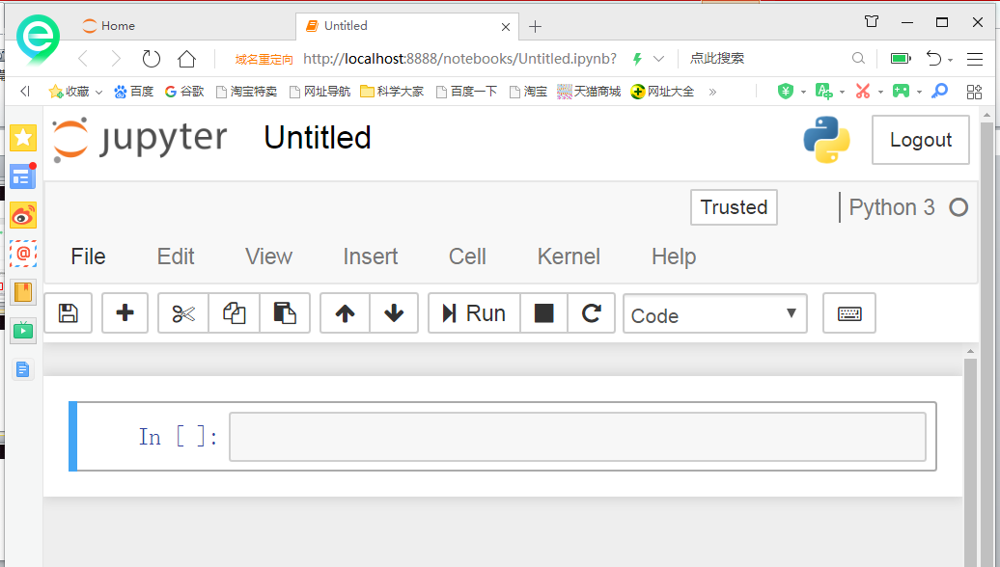 Home
Untitled
域名重定向 http://localhost:8888/notebooks/Untitled.ipynb? 点此搜索
收藏 百度 谷歌 淘宝特卖 网址导航 科学大家 百度一下 淘宝 天猫商城 网址大全 »
jupyter Untitled Logout
Trusted Python 3
File Edit View Insert Cell Kernel Help
Run Code
In [ ]: